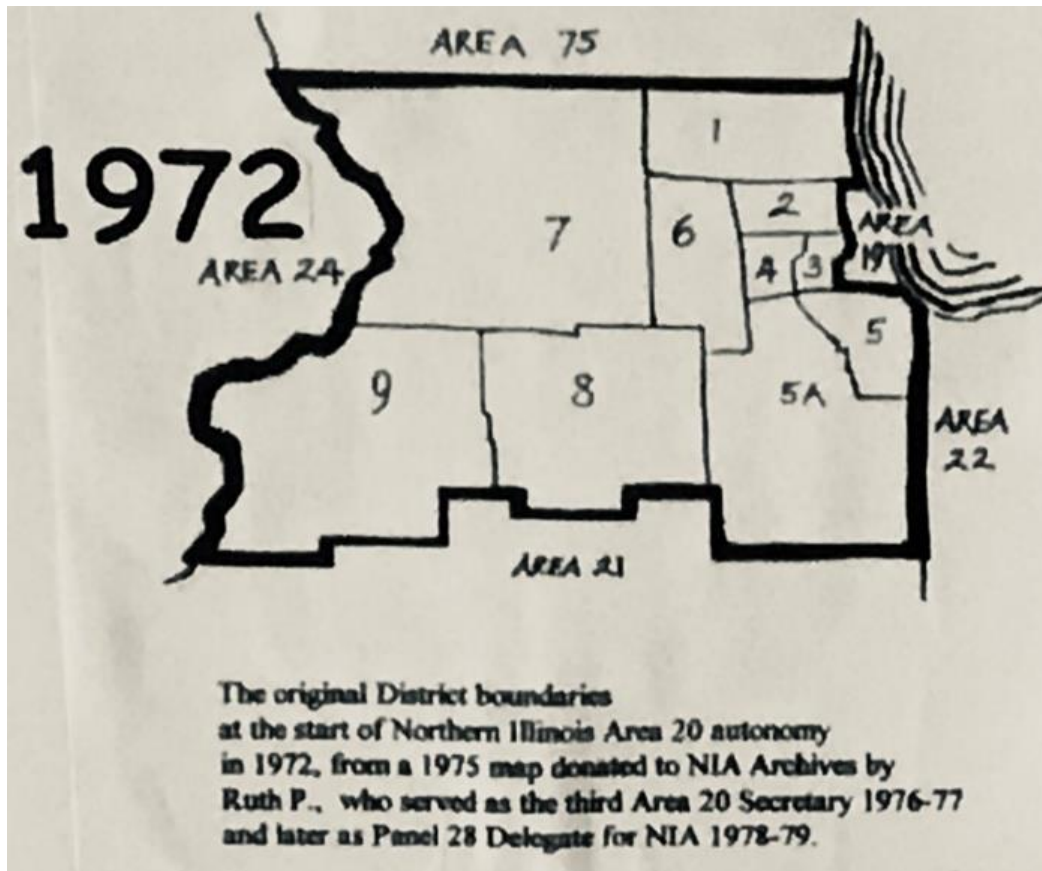 AREA 75
1
1972
2
7
6
AREA
19
AREA 24
4
3
5
9
8
5A
AREA
22
AREA 21
The original District boundaries
at the start of Northern Illinois Area 20 autonomy
in 1972, from a 1975 map donated to NIA Archives by
Ruth P., who served as the third Area 20 Secretary 1976-77
and later as Panel 28 Delegate for NIA 1978-79.